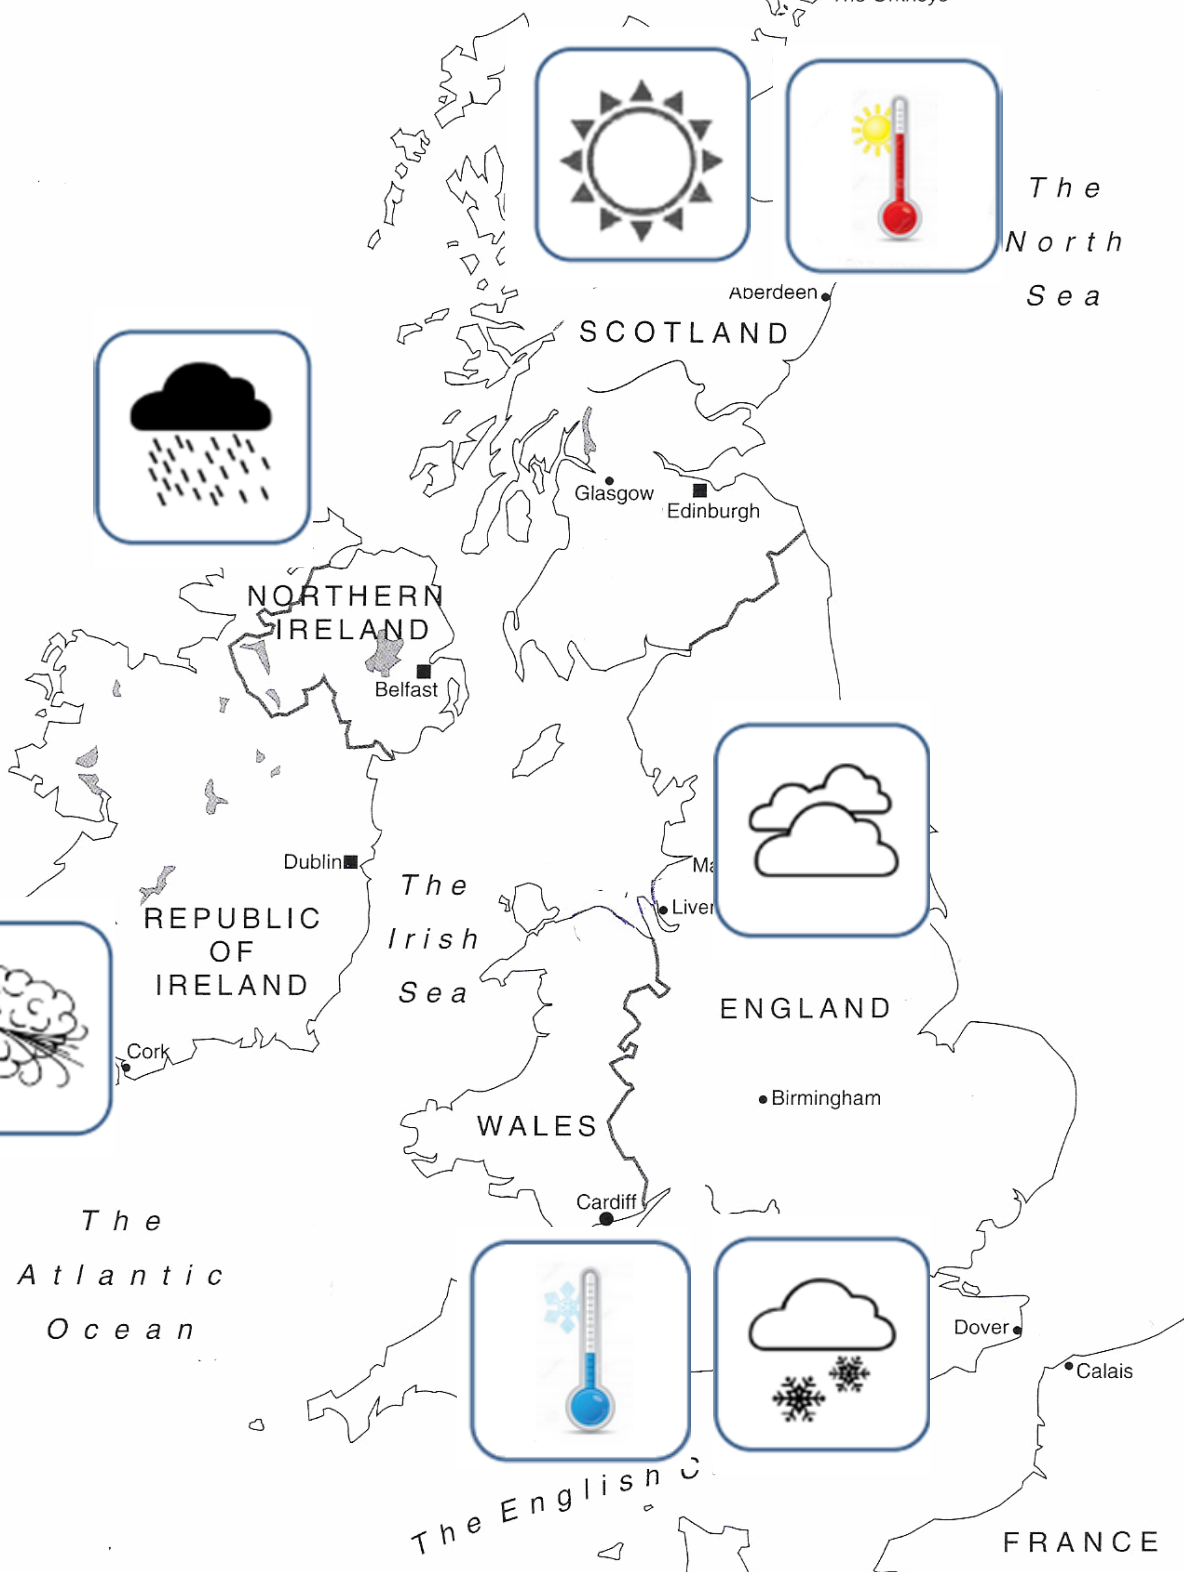 The
North
Sea
Aberdeen
SCOTLAND
Glasgow
Edinburgh
NORTHERN
IRELAND
Belfast
Dublin
The
Irish
Sea
REPUBLIC
OF
IRELAND
Cork
ENGLAND
Birmingham
WALES
Cardiff
The
Atlantic
Ocean
Dover
Calais
The English
FRANCE